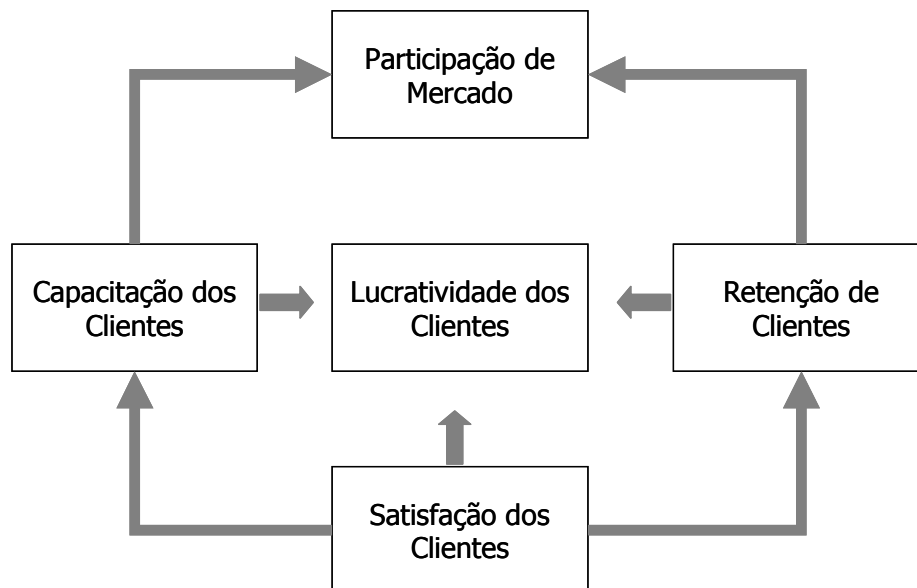 Participação de
Mercado
Capacitação dos
Clientes
Lucratividade dos
Clientes
Retenção de
Clientes
Satisfação dos
Clientes